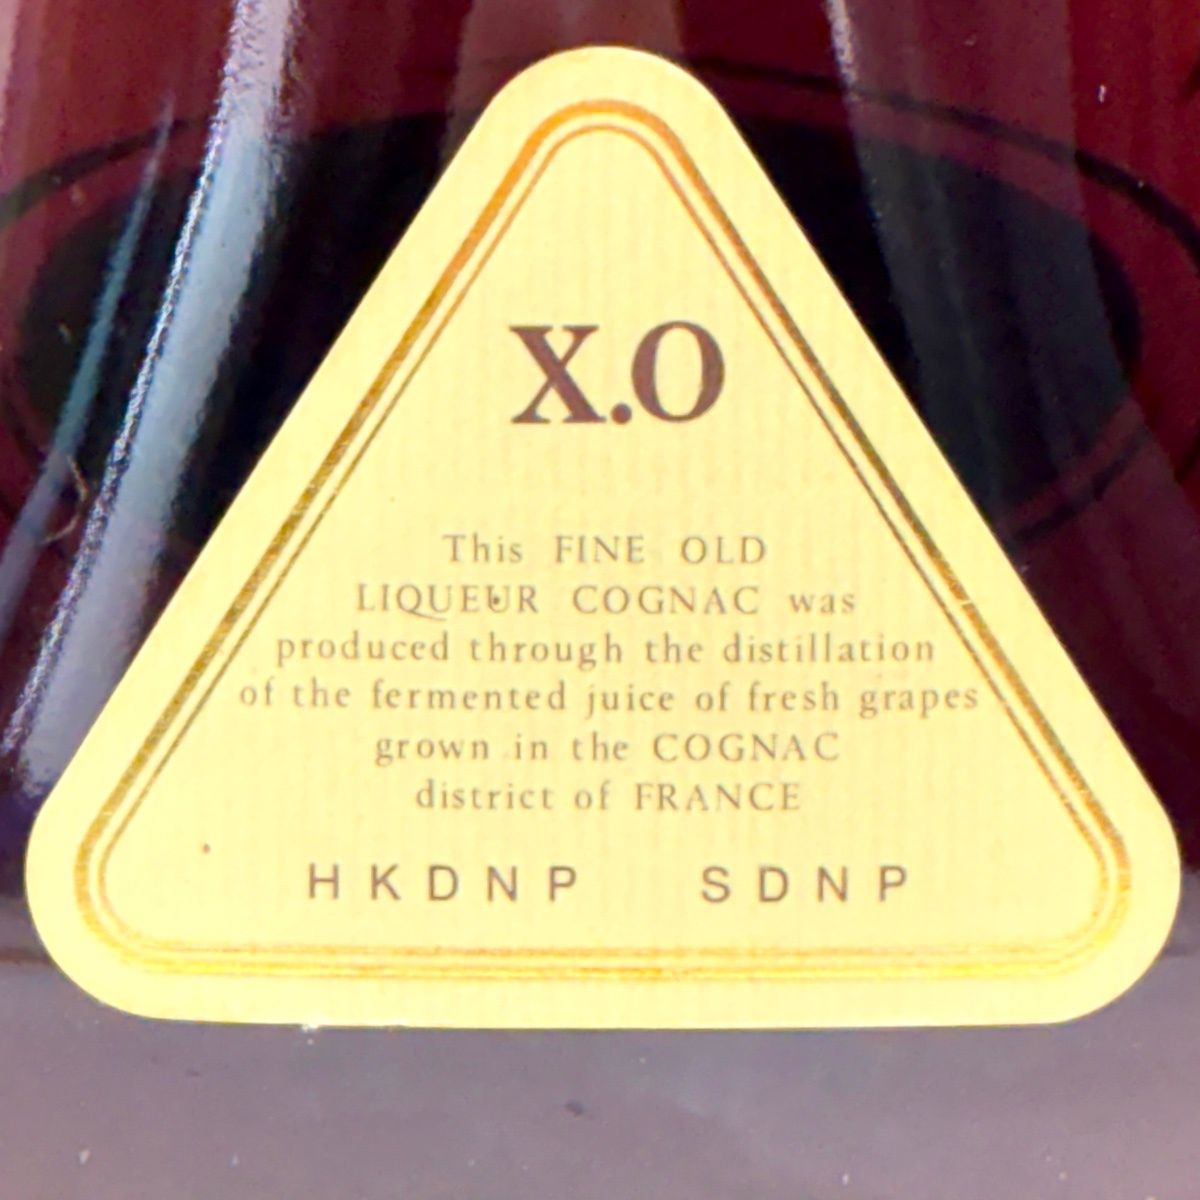 X.O
This FINE OLD
LIQUEUR COGNAC was
produced through the distillation
of the fermented juice of fresh grapes
grown in the COGNAC
district of FRANCE
HKDNP SDNP